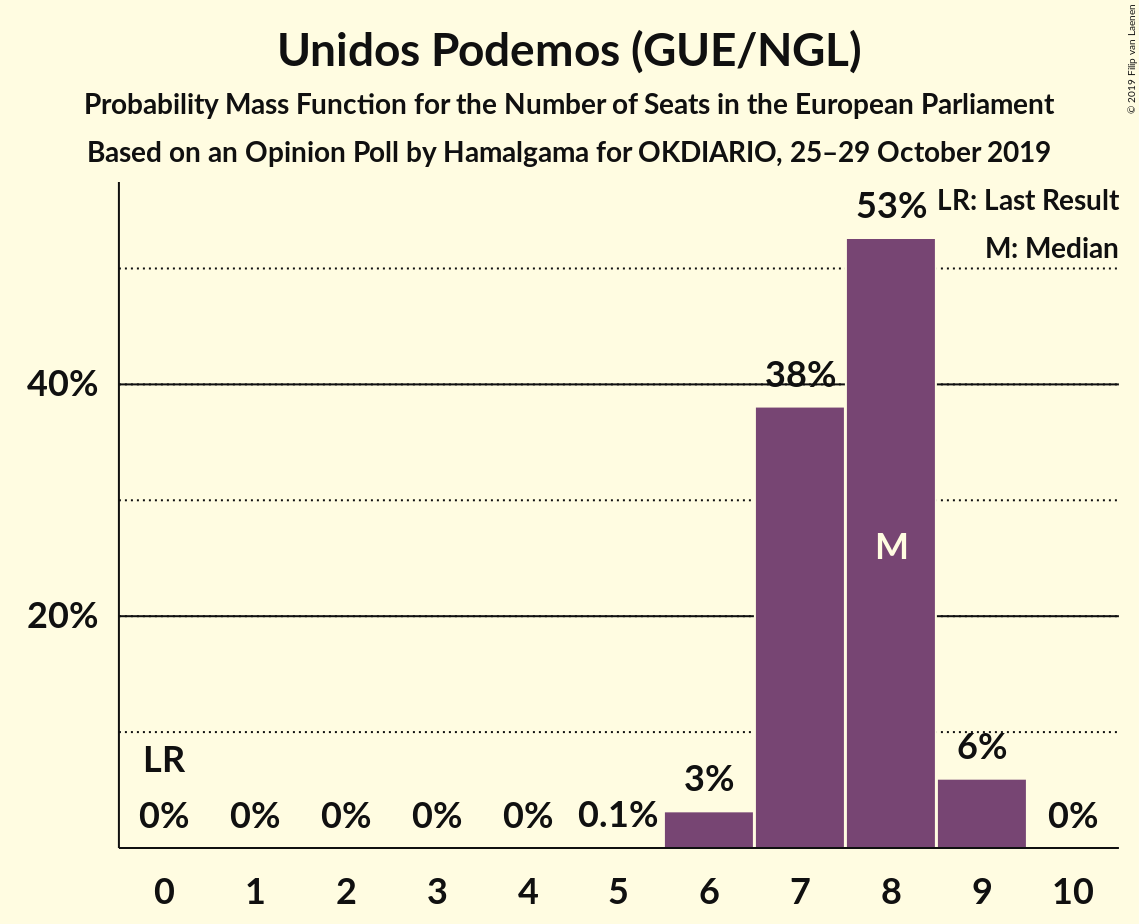 Unidos Podemos (GUE/NGL)
Probability Mass Function for the Number of Seats in the European Parliament
Based on an Opinion Poll by Hamalgama for OKDIARIO, 25–29 October 2019
© 2019 Filip van Laenen
LR: Last Result
M: Median
53%
40%
38%
M
20%
LR
6%
3%
0% 0% 0% 0% 0% 0.1% 0%
0 1 2 3 4 5 6 7 8 9 10